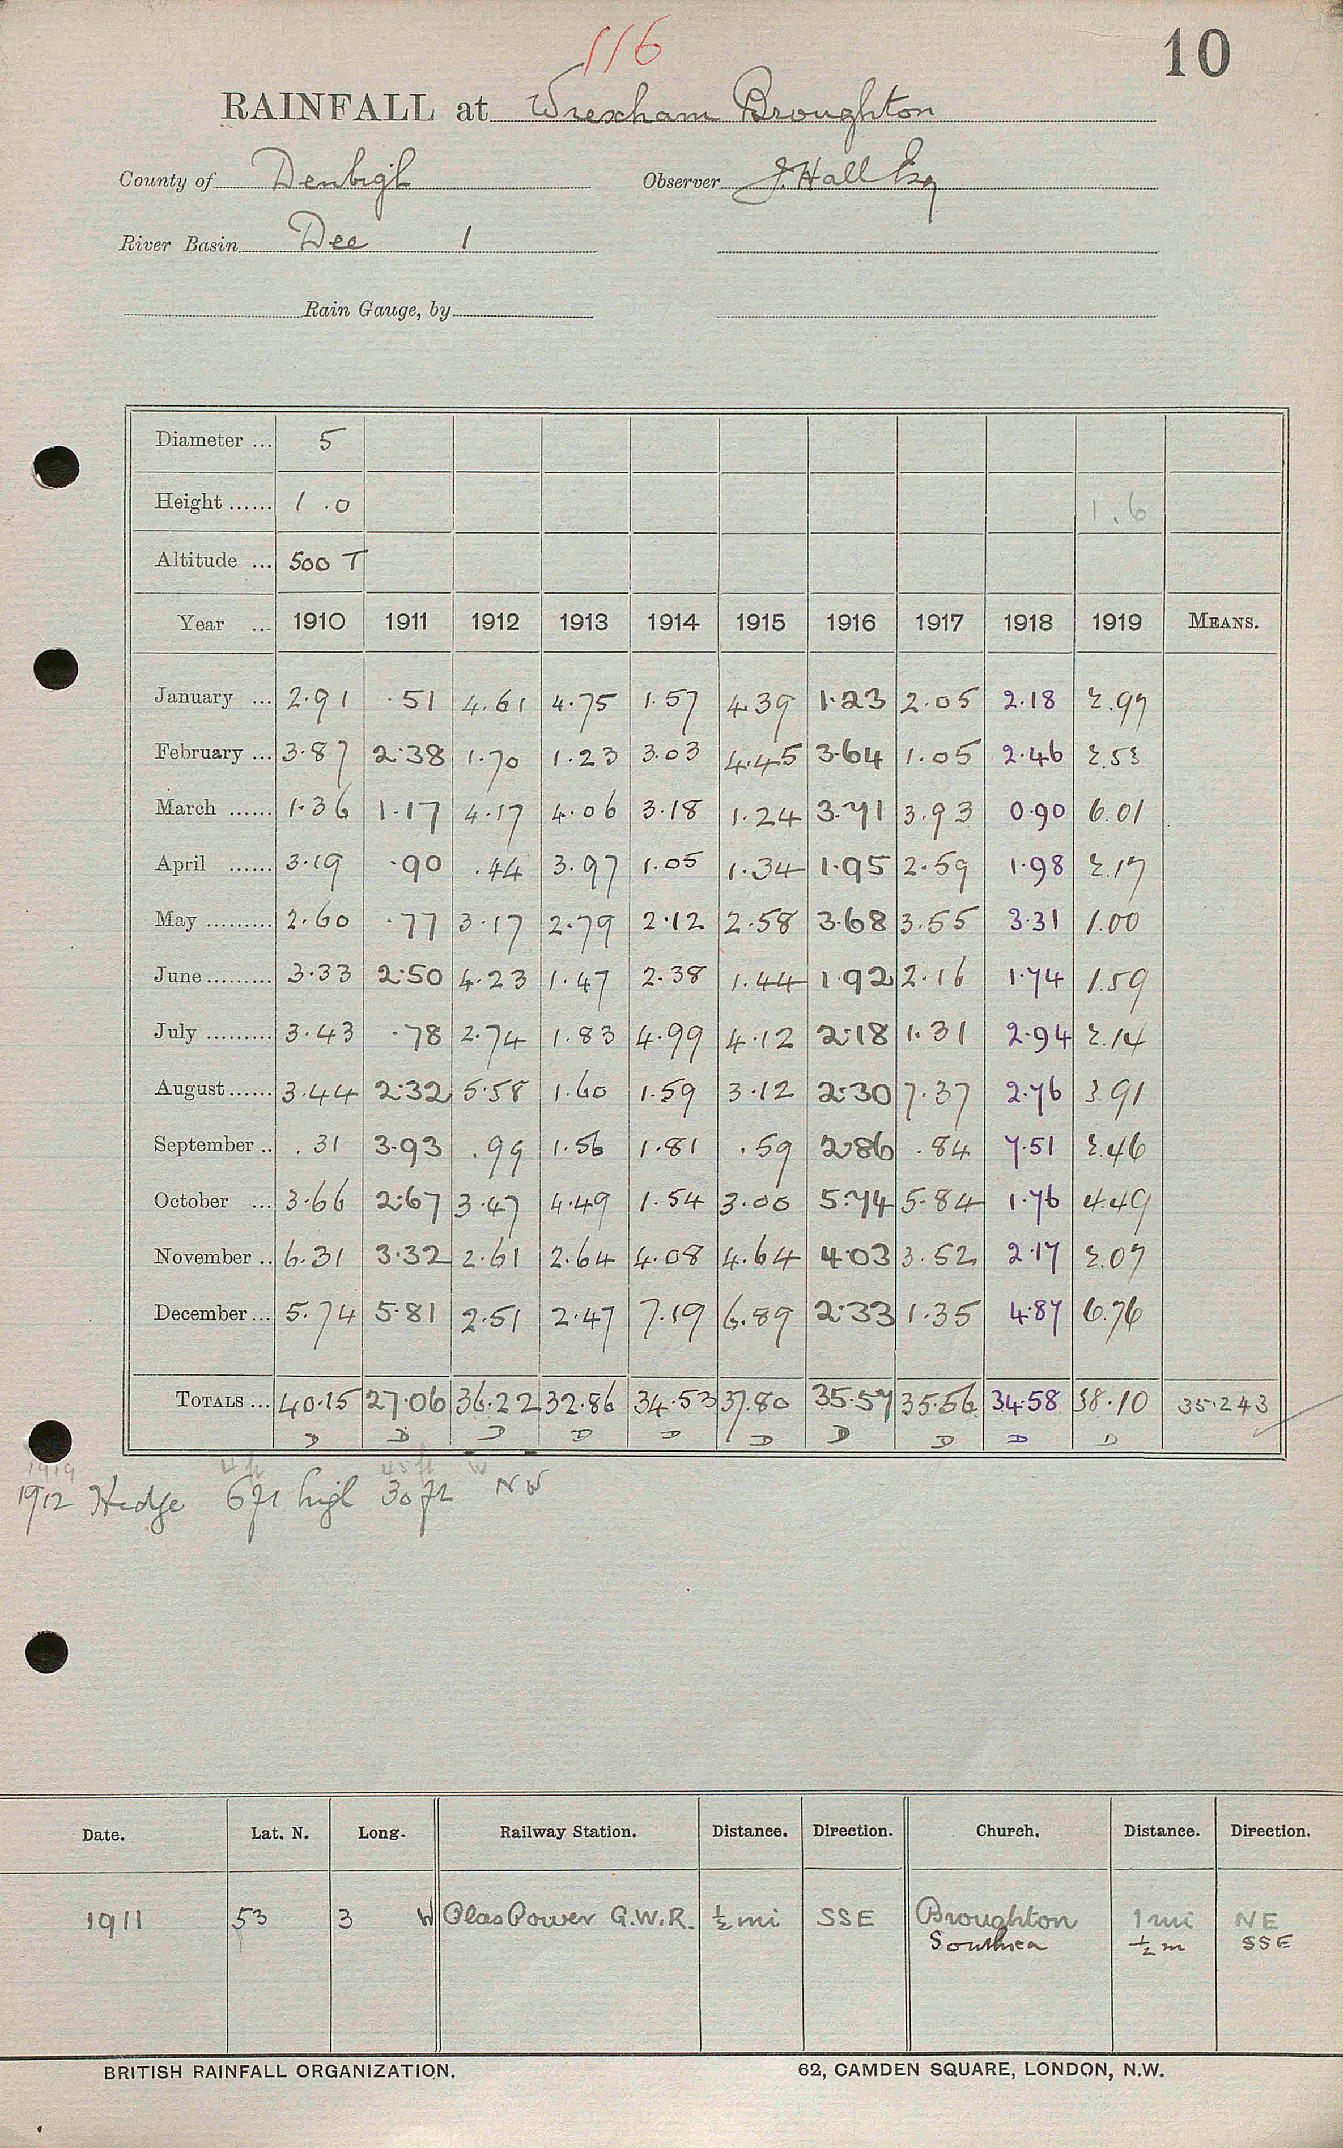 116
10
RAINFALL at Wrexham Broughton
County of Denbigh Observer J. Hall Esq
River Basin Dee 1
Rain Gauge, by
Diameter ... 5
Height ...... 1 .0 1.6
Altitude ... 500 T
Year ... 1910 1911 1912 1913 1914 1915 1916 1917 1918 1919 MEANS.
January ... 2.91 .51 4.61 4.75 1.57 4.39 1.23 2.05 2.18 2.97
February ... 3.87 2.38 1.70 1.23 3.03 4.45 3.64 1.05 2.46 2.53
March ...... 1.36 1.17 4.17 4.06 3.18 1.24 3.71 3.93 0.90 6.01
April ...... 3.19 .90 .44 3.97 1.05 1.34 1.95 2.59 1.98 2.17
May ......... 2.60 .77 3.17 2.79 2.12 2.58 3.68 3.55 3.31 1.00
June ......... 3.33 2.50 4.23 1.47 2.38 1.44 1.92 2.16 1.74 1.59
July ......... 3.43 .78 2.74 1.83 4.99 4.12 2.18 1.31 2.94 2.14
August ...... 3.44 2.32 5.58 1.60 1.59 3.12 2.30 7.37 2.76 3.91
September .. .31 3.93 .99 1.56 1.81 .59 2.86 .84 7.51 2.46
October ... 3.66 2.67 3.47 4.49 1.54 3.00 5.74 5.84 1.76 4.49
November .. 6.31 3.32 2.61 2.64 4.08 4.64 4.03 3.52 2.17 2.07
December ... 5.74 5.81 2.51 2.47 7.19 6.89 2.33 1.35 4.87 6.76
TOTALS ... 40.15 27.06 36.22 32.86 34.53 37.80 35.57 35.56 34.58 38.10 35.243
D D D D D D D D D D
1919 4 ft 45 ft W
1912 Hedge 6 ft high 30 ft NW
Date. Lat. N. Long. Railway Station. Distance. Direction. Church. Distance. Direction.
1911 53 3 W Plas Power G.W.R. ½ mi SSE Broughton 1 mi NE
Southsea ½ m SSE
BRITISH RAINFALL ORGANIZATION. 62, CAMDEN SQUARE, LONDON, N.W.